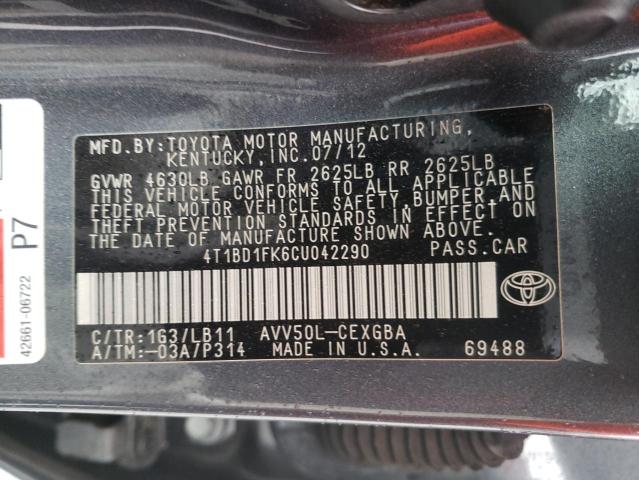 MFD.BY:TOYOTA MOTOR MANUFACTURING,
KENTUCKY, INC.07/12
GVWR 4630LB GAWR FR 2625LB RR 2625LB
THIS VEHICLE CONFORMS TO ALL APPLICABLE
FEDERAL MOTOR VEHICLE SAFETY, BUMPER, AND
THEFT PREVENTION STANDARDS IN EFFECT ON
THE DATE OF MANUFACTURE SHOWN ABOVE.
4T1BD1FK6CU042290 PASS.CAR
C/TR:1G3/LB11 AVV50L-CEXGBA
A/TM:-03A/P314 MADE IN U.S.A. 69488
P7
42661-06722